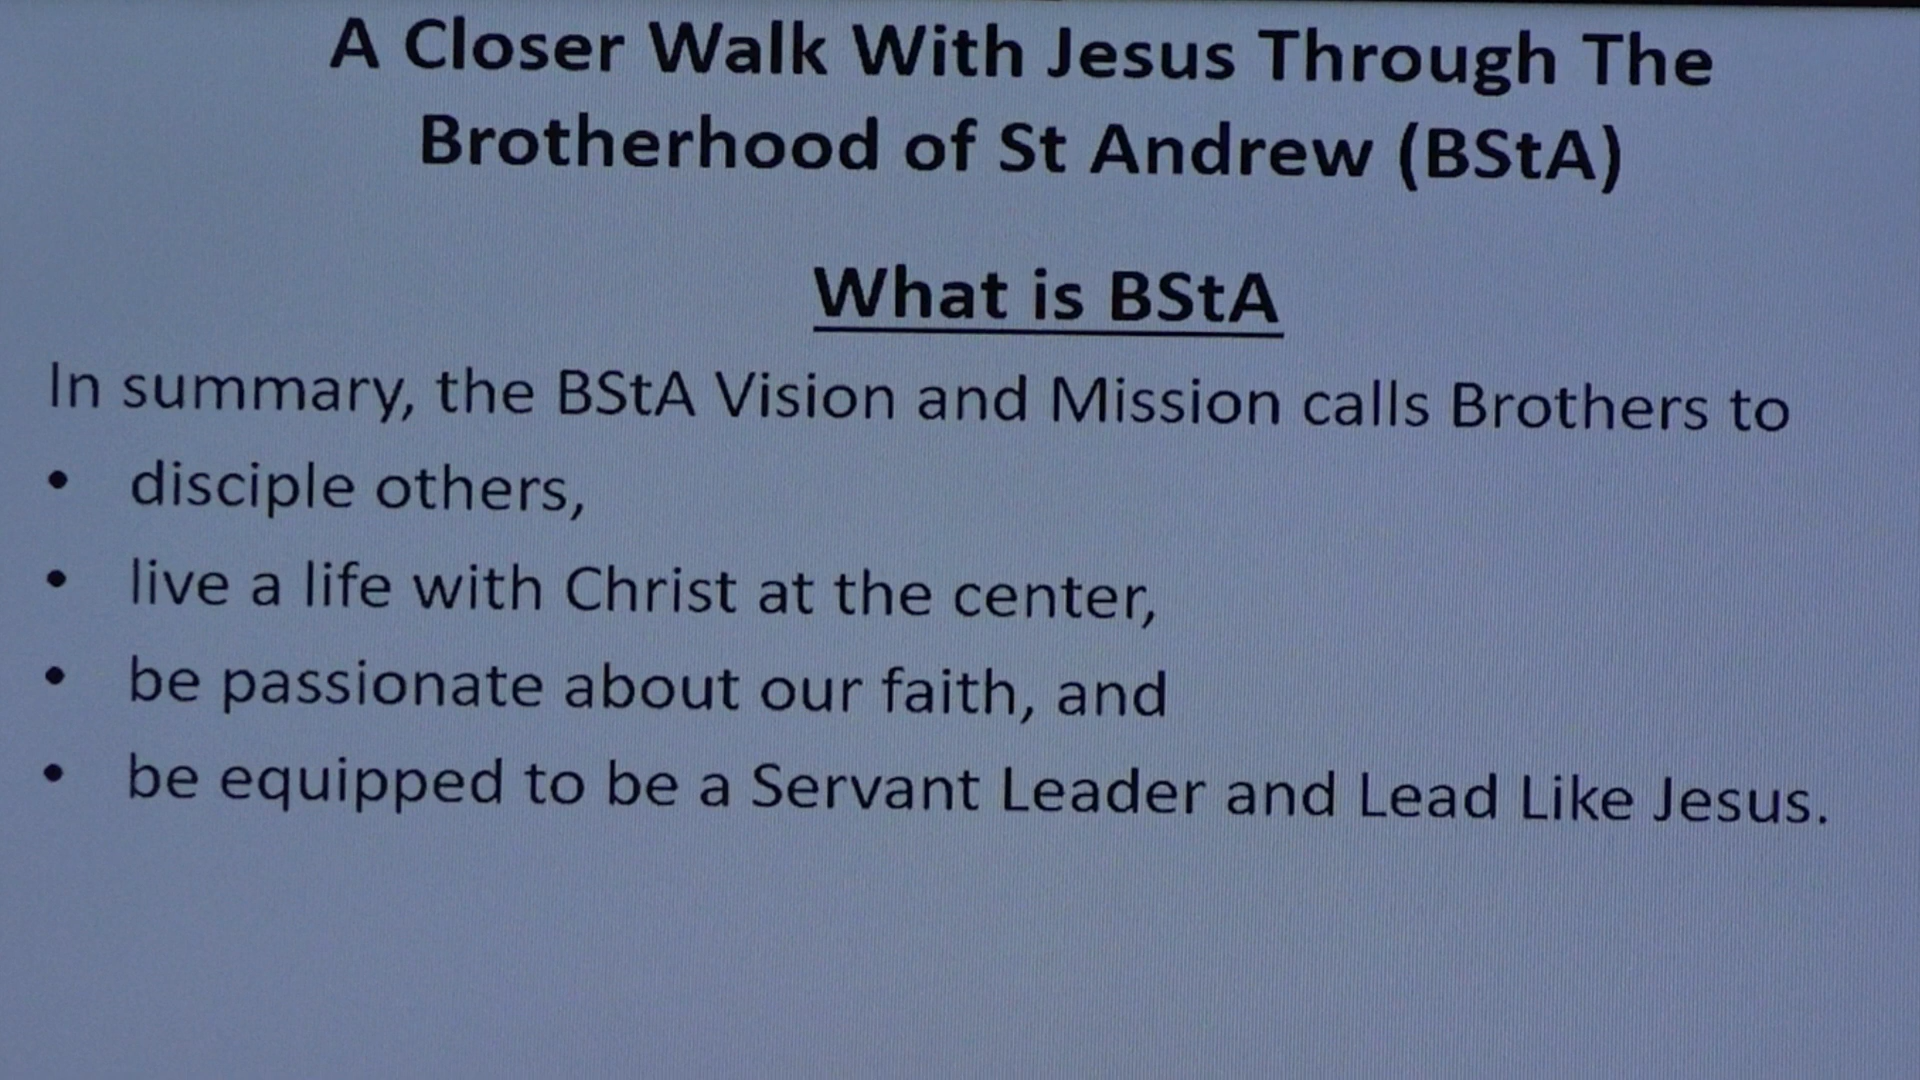 A Closer Walk With Jesus Through The
Brotherhood of St Andrew (BStA)
What is BStA
In summary, the BStA Vision and Mission calls Brothers to
• disciple others,
• live a life with Christ at the center,
• be passionate about our faith, and
• be equipped to be a Servant Leader and Lead Like Jesus.